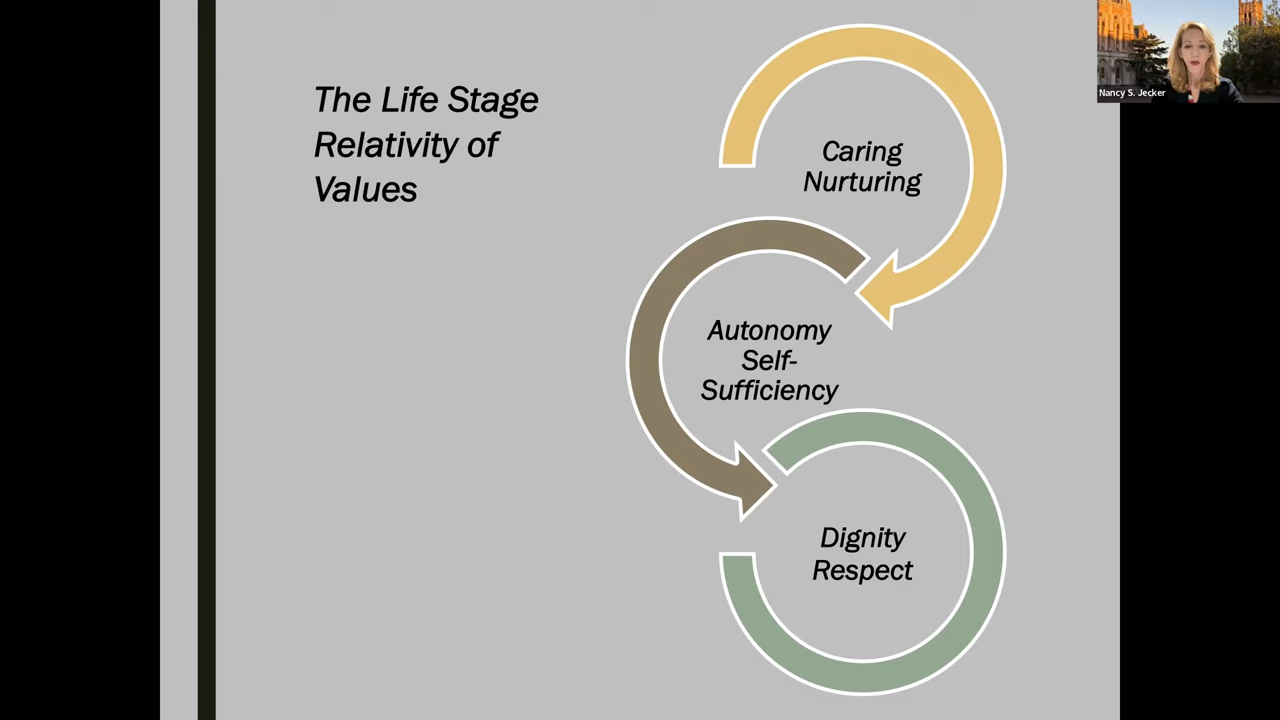 The Life Stage
Relativity of
Values
Caring
Nurturing
Autonomy
Self-
Sufficiency
Dignity
Respect
Nancy S. Jecker